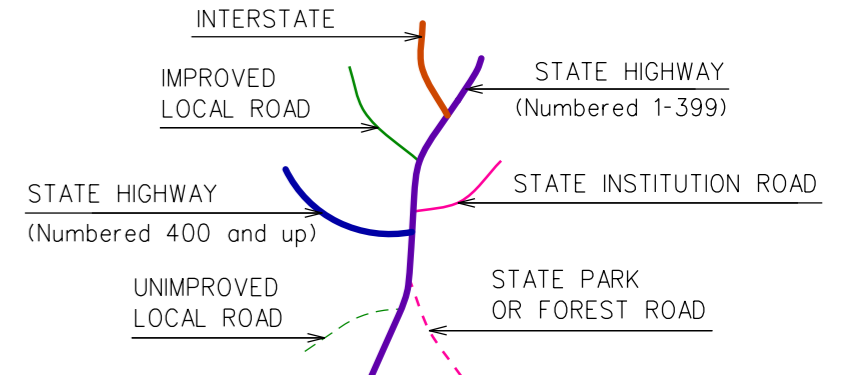 INTERSTATE
STATE HIGHWAY
(Numbered 1-399)
IMPROVED
LOCAL ROAD
STATE INSTITUTION ROAD
STATE HIGHWAY
(Numbered 400 and up)
STATE PARK
OR FOREST ROAD
UNIMPROVED
LOCAL ROAD